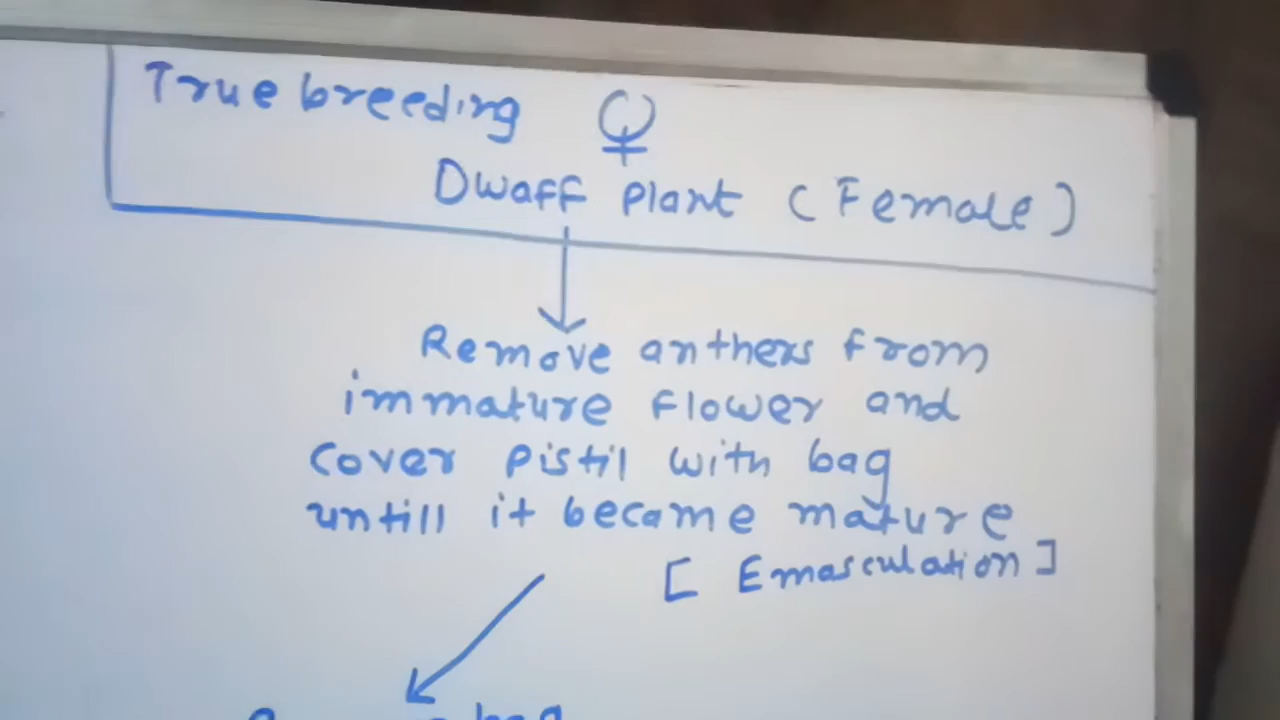 True breeding ♀
Dwaff Plant (Female)
Remove anthers from
immature flower and
cover pistil with bag
untill it became mature
[Emasculation]
bag